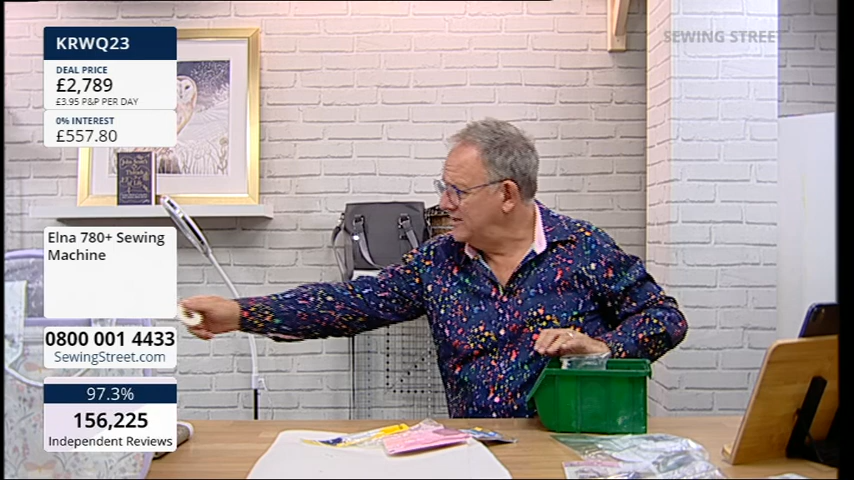 KRWQ23
DEAL PRICE
£2,789
£3.95 P&P PER DAY
0% INTEREST
£557.80
Elna 780+ Sewing
Machine
0800 001 4433
SewingStreet.com
97.3%
156,225
Independent Reviews
SEWING STREET